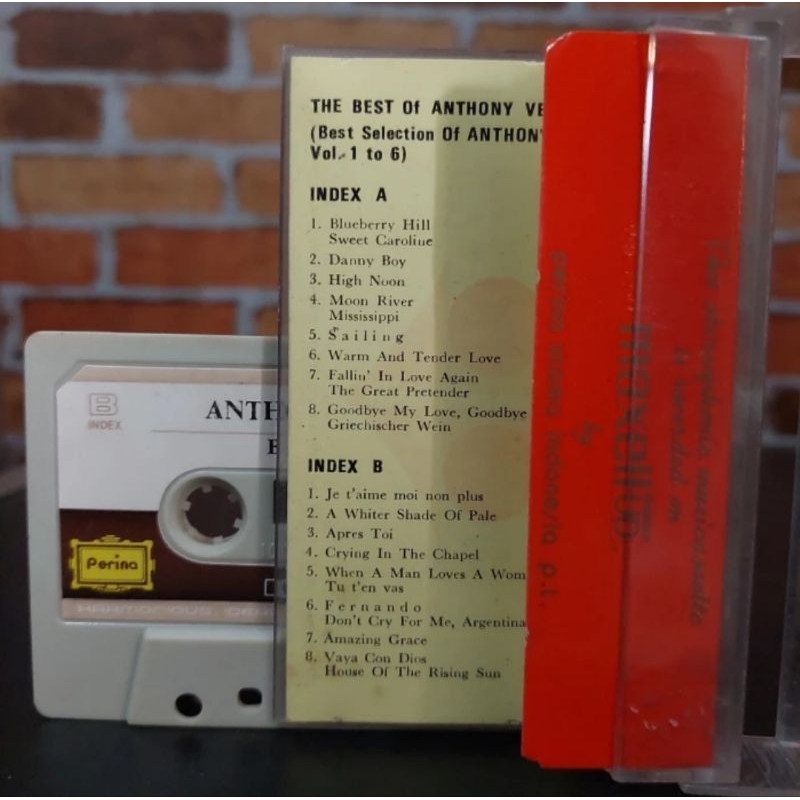 THE BEST Of ANTHONY VE
(Best Selection Of ANTHON
Vol. 1 to 6)
INDEX A
1. Blueberry Hill
Sweet Caroline
2. Danny Boy
3. High Noon
4. Moon River
Mississippi
5. Sailing
6. Warm And Tender Love
7. Fallin' In Love Again
The Great Pretender
8. Goodbye My Love, Goodbye
Griechischer Wein
INDEX B
1. Je t'aime moi non plus
2. A Whiter Shade Of Pale
3. Apres Toi
4. Crying In The Chapel
5. When A Man Loves A Wom
Tu t'en vas
6. Fernando
Don't Cry For Me, Argentina
7. Amazing Grace
8. Vaya Con Dios
House Of The Rising Sun
B
INDEX
ANTH
Perina
HARMONIOUS
by
perina musica indonesia p.t.